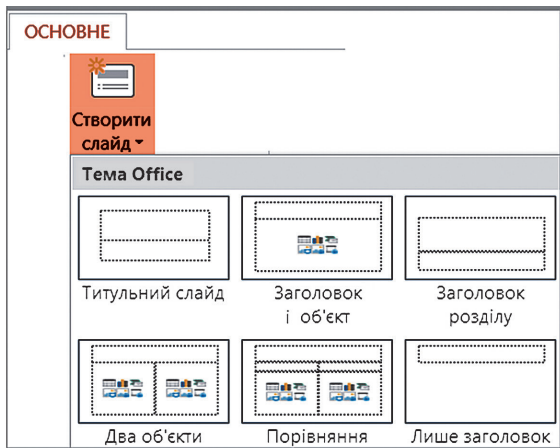 ОСНОВНЕ
Створити
слайд
Тема Office
Титульний слайд
Заголовок
і об'єкт
Заголовок
розділу
Два об'єкти
Порівняння
Лише заголовок